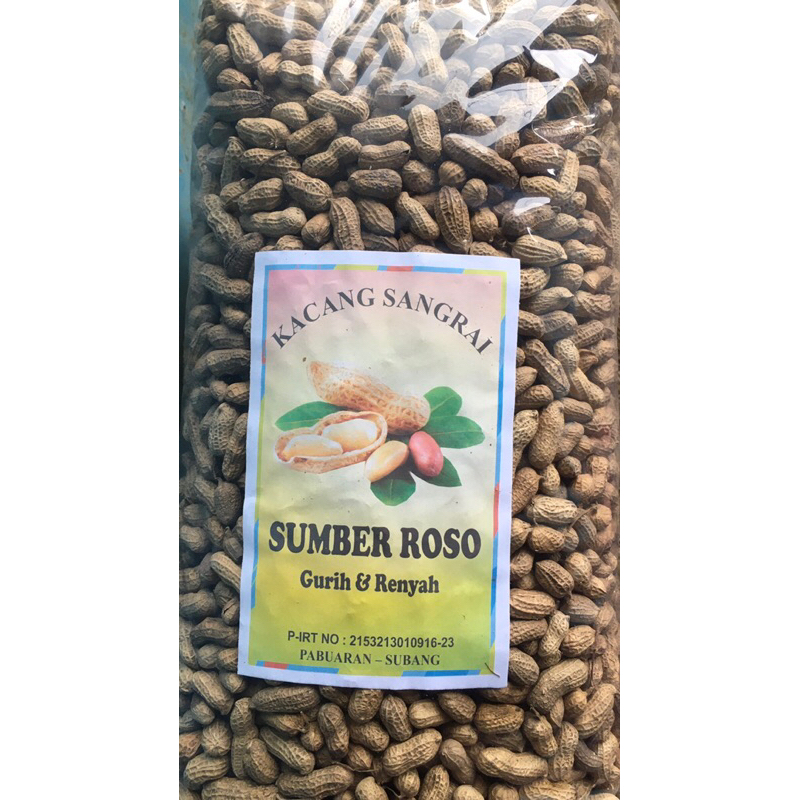 KACANG SANGRAI
SUMBER ROSO
Gurih & Renyah
P-IRT NO : 2153213010916-23
PABUARAN – SUBANG